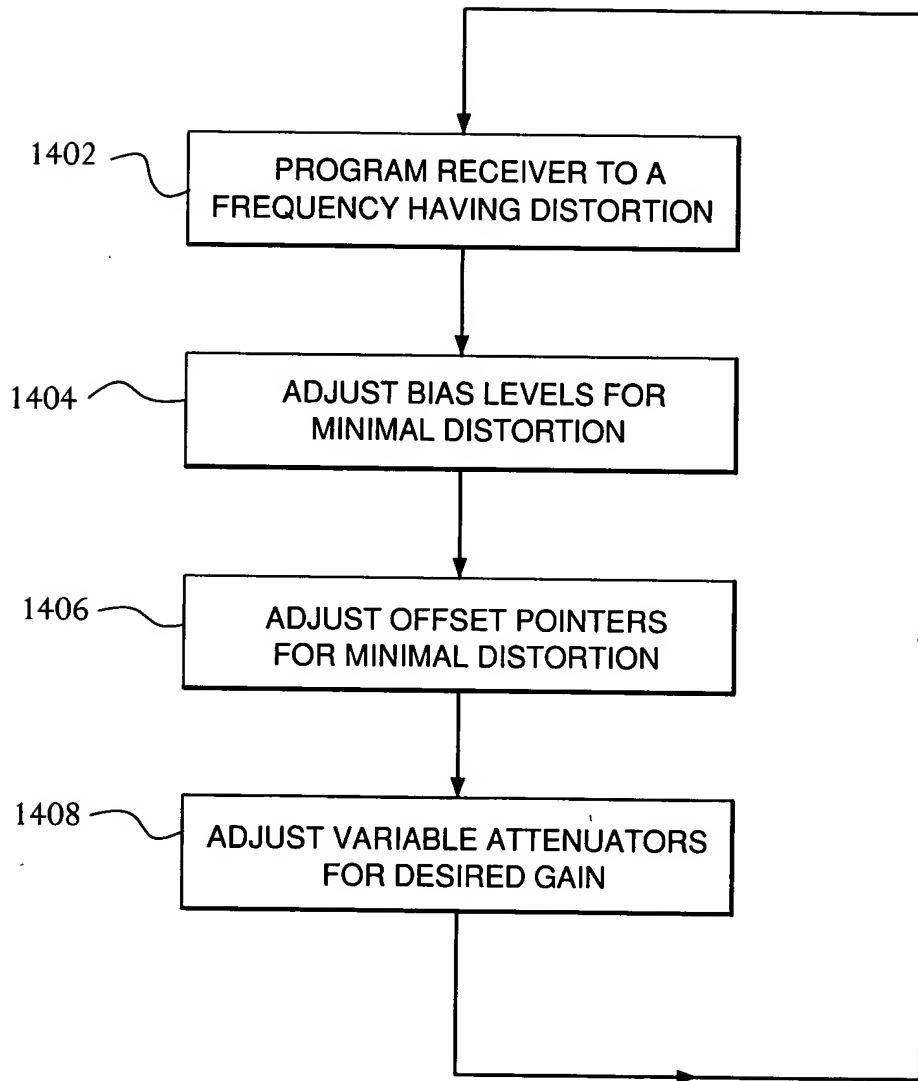 1402
PROGRAM RECEIVER TO A
FREQUENCY HAVING DISTORTION
1404
ADJUST BIAS LEVELS FOR
MINIMAL DISTORTION
1406
ADJUST OFFSET POINTERS
FOR MINIMAL DISTORTION
1408
ADJUST VARIABLE ATTENUATORS
FOR DESIRED GAIN